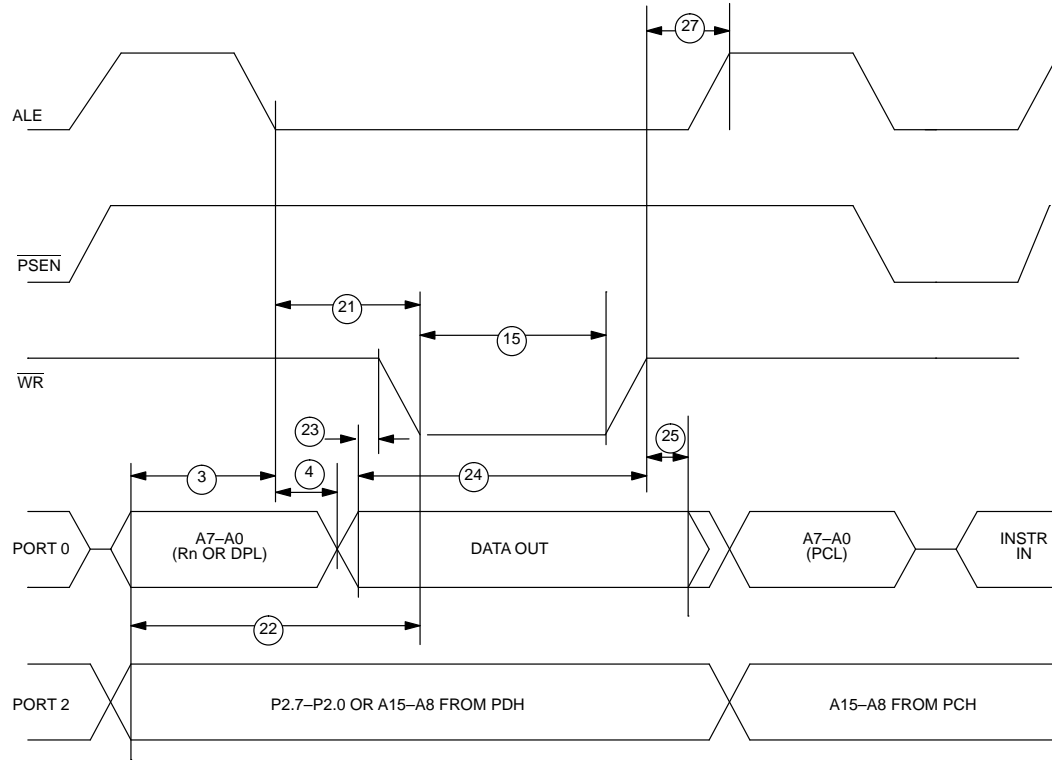 27
ALE
PSEN
21
15
WR
23
25
3
4
24
PORT 0
A7–A0
(Rn OR DPL)
DATA OUT
A7–A0
(PCL)
INSTR
IN
22
PORT 2
P2.7–P2.0 OR A15–A8 FROM PDH
A15–A8 FROM PCH